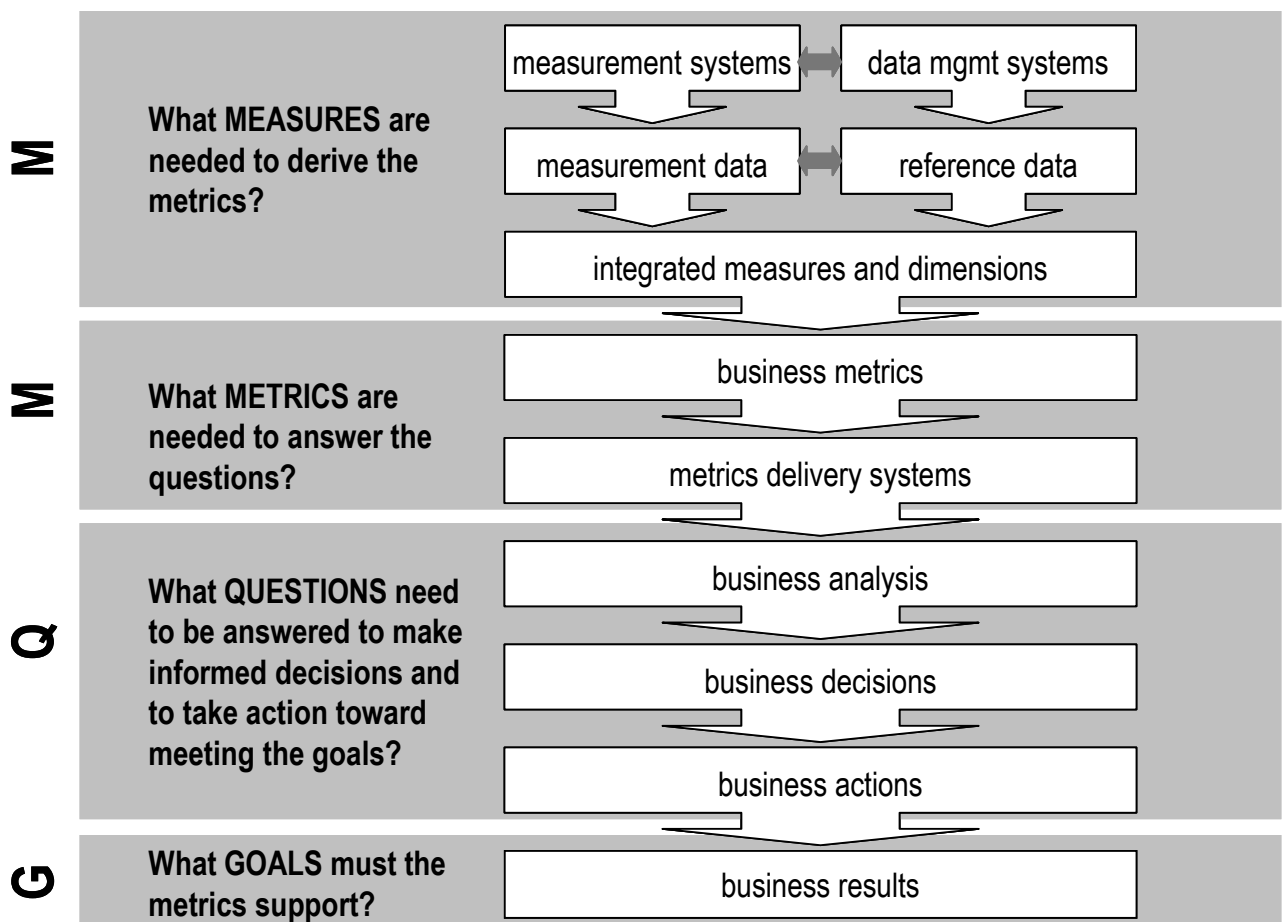 M
What MEASURES are
needed to derive the
metrics?
measurement systems
data mgmt systems
measurement data
reference data
integrated measures and dimensions
M
What METRICS are
needed to answer the
questions?
business metrics
metrics delivery systems
Q
What QUESTIONS need
to be answered to make
informed decisions and
to take action toward
meeting the goals?
business analysis
business decisions
business actions
G
What GOALS must the
metrics support?
business results